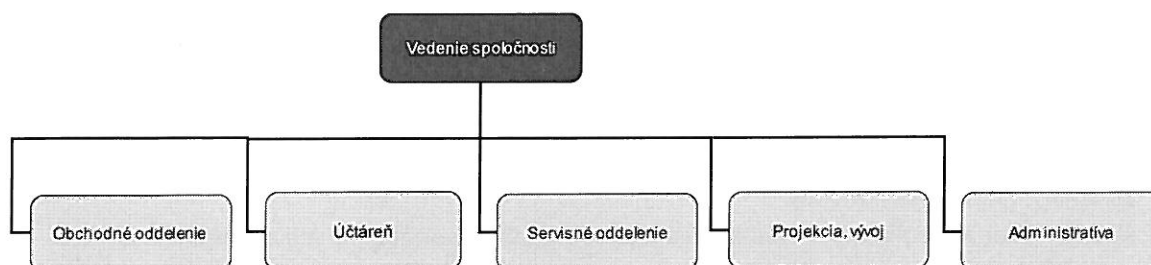 Vedenie spoločnosti
Obchodné oddelenie
Účtáreň
Servisné oddelenie
Projekcia, vývoj
Administratíva